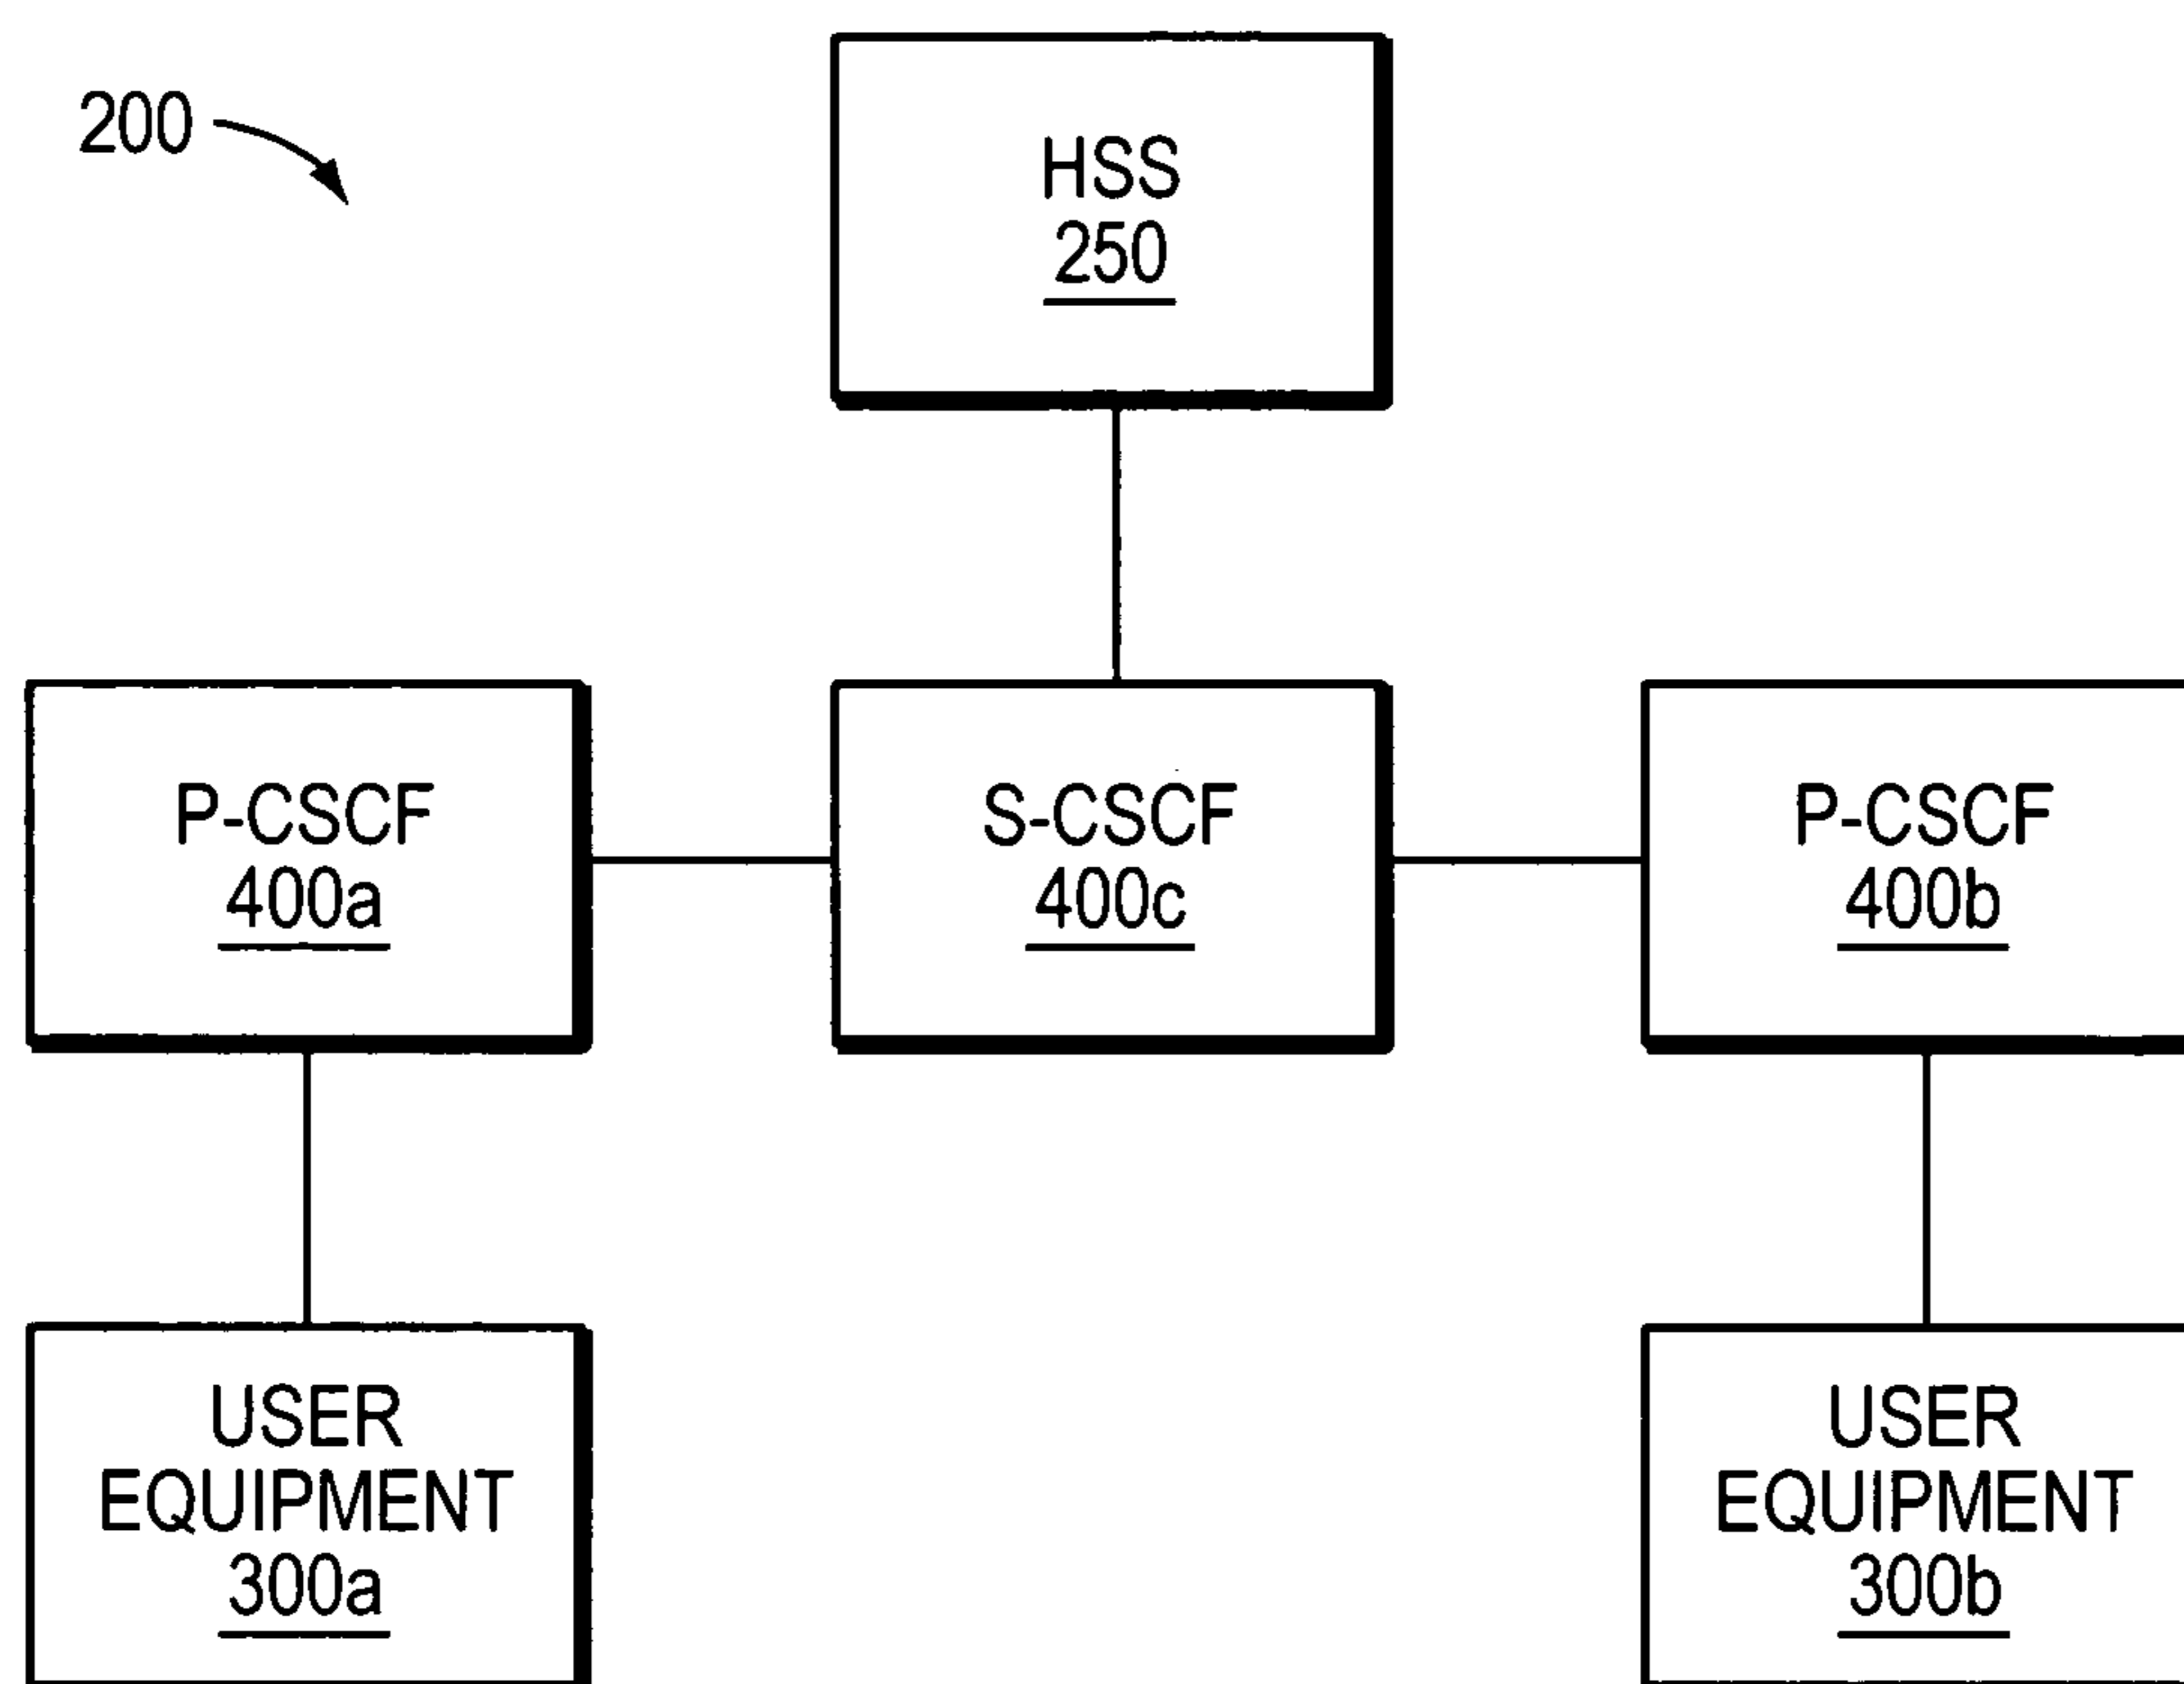 200
HSS
250
P-CSCF
400a
S-CSCF
400c
P-CSCF
400b
USER
EQUIPMENT
300a
USER
EQUIPMENT
300b